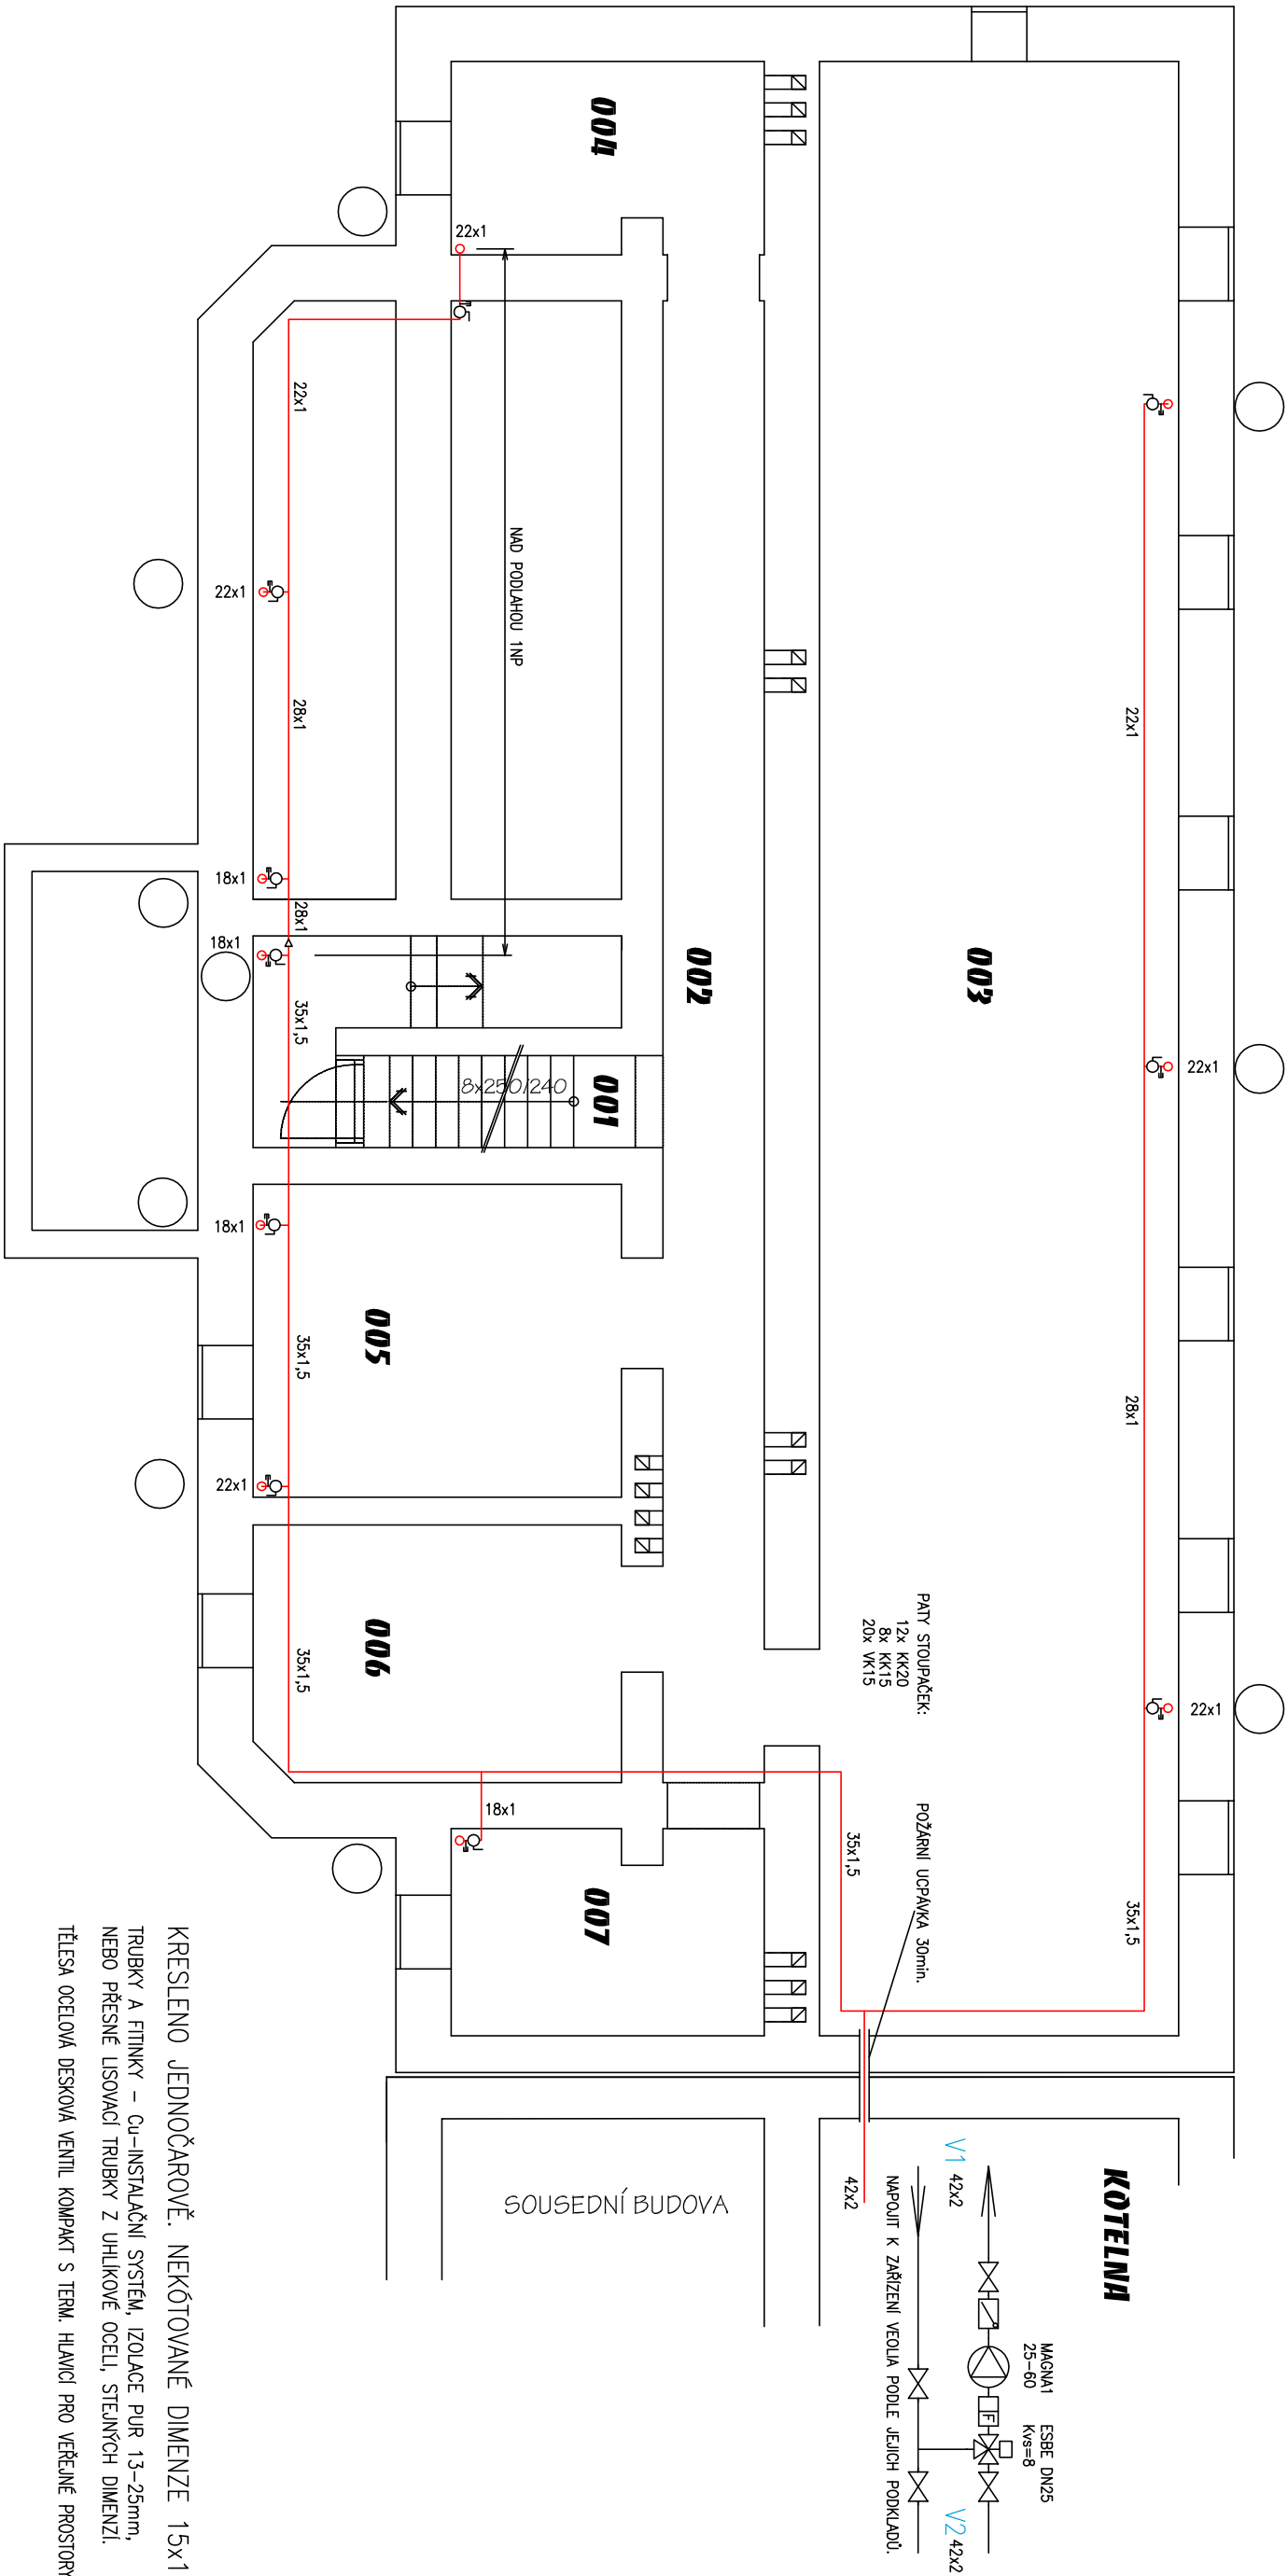 004
22x1
22x1
22x1
28x1
NAD PODLAHOU 1NP
22x1
18x1
28x1
18x1
35x1,5
002
003
22x1
8x250/240
001
18x1
005
35x1,5
28x1
22x1
006
35x1,5
PATY STOUPAČEK:
12x KK20
8x KK15
20x VK15
22x1
18x1
007
35x1,5
POŽÁRNÍ UCPÁVKA 30min.
35x1,5
KOTELNA
V1 42x2
42x2
NAPOJIT K ZAŘÍZENÍ VEOLIA PODLE JEJICH PODKLADŮ.
SOUSEDNÍ BUDOVA
MAGNA1
25-60
F
ESBE DN25
Kvs=8
V2 42x2
KRESLENO JEDNOČAROVĚ. NEKÓTOVANÉ DIMENZE 15x1
TRUBKY A FITINKY - Cu-INSTALAČNÍ SYSTÉM, IZOLACE PUR 13-25mm,
NEBO PŘESNÉ LISOVACÍ TRUBKY Z UHLÍKOVÉ OCELI, STEJNÝCH DIMENZÍ.
TĚLESA OCELOVÁ DESKOVÁ VENTIL KOMPAKT S TERM. HLAVICÍ PRO VEŘEJNÉ PROSTORY